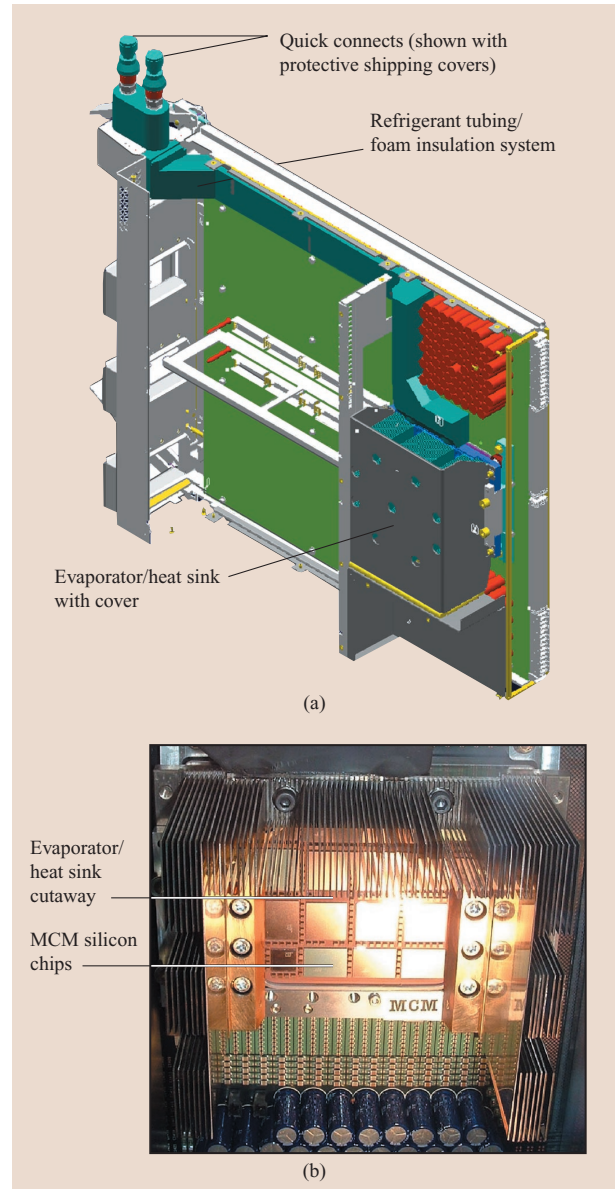 Quick connects (shown with
protective shipping covers)
Refrigerant tubing/
foam insulation system
Evaporator/heat sink
with cover
(a)
Evaporator/
heat sink
cutaway
MCM silicon
chips
MCM
(b)